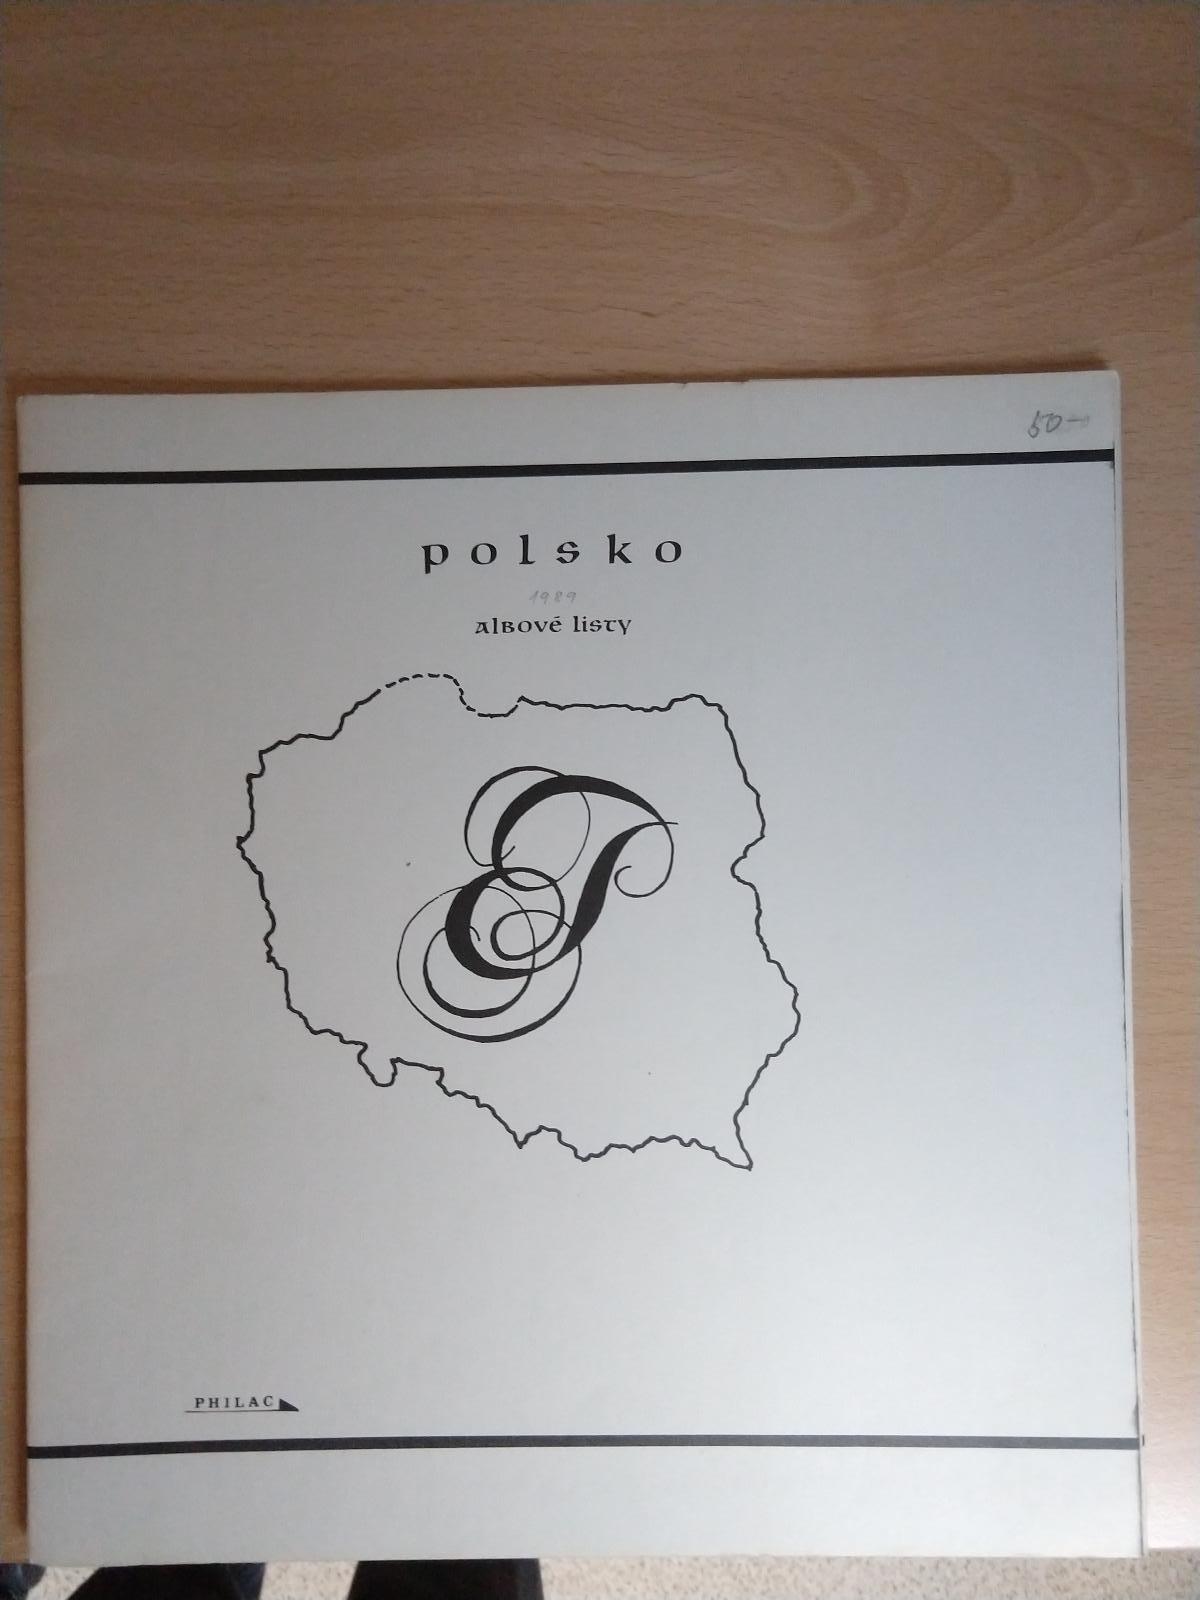 50-
polsko
1989
albové listy
PHILAC